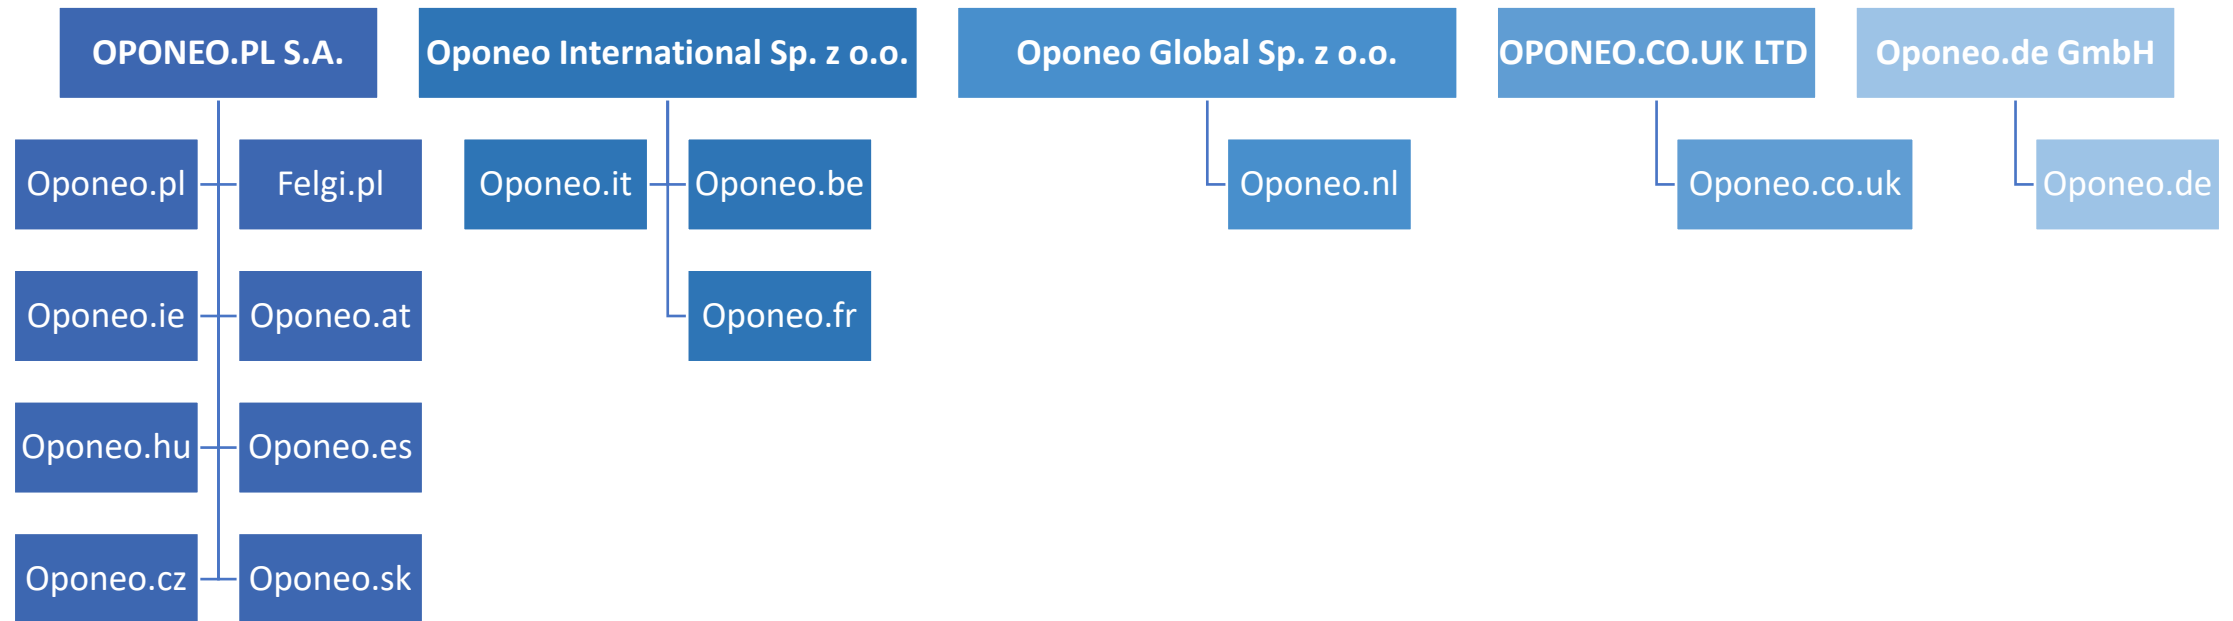 OPONEO.PL S.A.
Oponeo International Sp. z o.o.
Oponeo Global Sp. z o.o.
OPONEO.CO.UK LTD
Oponeo.de GmbH
Oponeo.pl
Felgi.pl
Oponeo.it
Oponeo.be
Oponeo.nl
Oponeo.co.uk
Oponeo.de
Oponeo.ie
Oponeo.at
Oponeo.fr
Oponeo.hu
Oponeo.es
Oponeo.cz
Oponeo.sk